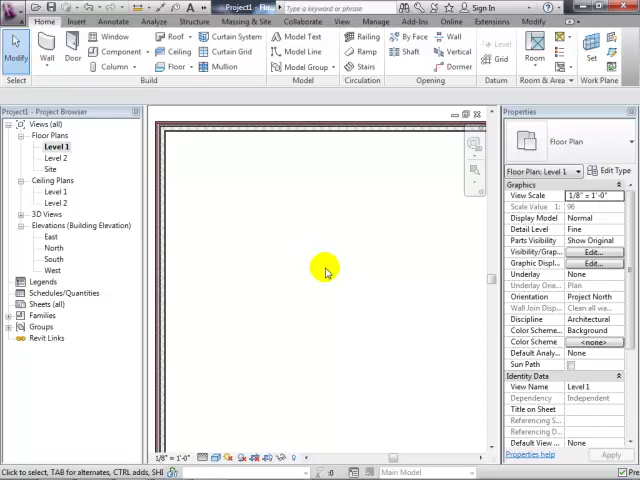 Project1 - Flo...
Type a keyword or phrase
Sign In
Home Insert Annotate Analyze Structure Massing & Site Collaborate View Manage Add-Ins Extensions Modify
Modify
Wall
Door
Window
Component
Column
Roof
Ceiling
Floor
Curtain System
Curtain Grid
Mullion
Model Text
Model Line
Model Group
Railing
Ramp
Stairs
By Face
Shaft
Wall
Vertical
Dormer
Level
Grid
Room
Set
Select
Build
Model
Circulation
Opening
Datum
Room & Area
Work Plane
Project1 - Project Browser
Views (all)
Floor Plans
Level 1
Level 2
Site
Ceiling Plans
Level 1
Level 2
3D Views
Elevations (Building Elevation)
East
North
South
West
Legends
Schedules/Quantities
Sheets (all)
Families
Groups
Revit Links
Properties
Floor Plan
Floor Plan: Level 1 Edit Type
Graphics
View Scale 1/8" = 1'-0"
Scale Value 1: 96
Display Model Normal
Detail Level Fine
Parts Visibility Show Original
Visibility/Grap... Edit...
Graphic Displ... Edit...
Underlay None
Underlay Orie... Plan
Orientation Project North
Wall Join Disp... Clean all wa...
Discipline Architectural
Color Scheme... Background
Color Scheme <none>
Default Analy... None
Sun Path
Identity Data
View Name Level 1
Dependency Independent
Title on Sheet
Referencing S...
Referencing D...
Default View ... None
Properties help Apply
1/8" = 1'-0"
Click to select, TAB for alternates, CTRL adds, SHI :0 Main Model Pre